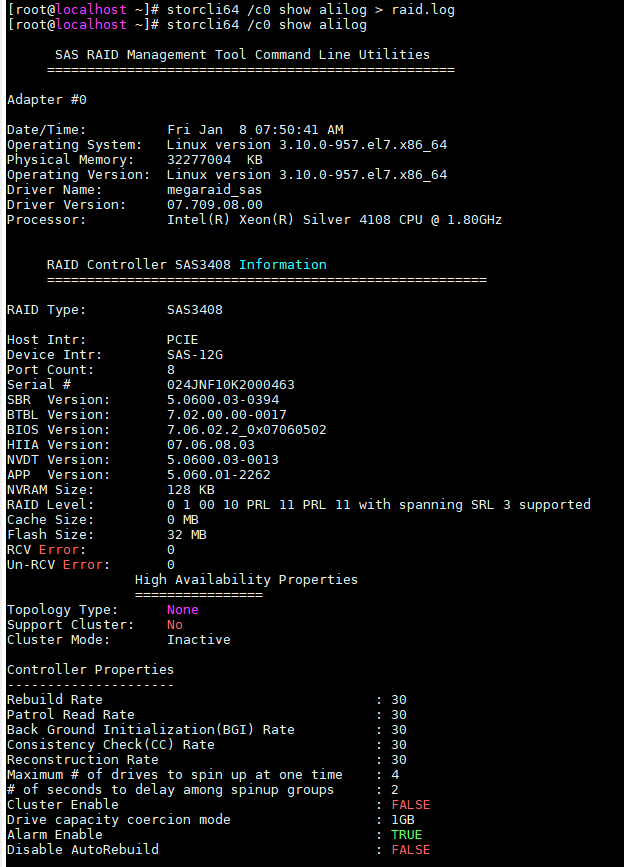 [root@localhost ~]# storcli64 /c0 show alilog > raid.log
[root@localhost ~]# storcli64 /c0 show alilog
SAS RAID Management Tool Command Line Utilities
===================================================
Adapter #0
Date/Time: Fri Jan 8 07:50:41 AM
Operating System: Linux version 3.10.0-957.el7.x86_64
Physical Memory: 32277004 KB
Operating Version: Linux version 3.10.0-957.el7.x86_64
Driver Name: megaraid_sas
Driver Version: 07.709.08.00
Processor: Intel(R) Xeon(R) Silver 4108 CPU @ 1.80GHz
RAID Controller SAS3408 Information
=======================================================
RAID Type: SAS3408
Host Intr: PCIE
Device Intr: SAS-12G
Port Count: 8
Serial # 024JNF10K2000463
SBR Version: 5.0600.03-0394
BTBL Version: 7.02.00.00-0017
BIOS Version: 7.06.02.2_0x07060502
HIIA Version: 07.06.08.03
NVDT Version: 5.0600.03-0013
APP Version: 5.060.01-2262
NVRAM Size: 128 KB
RAID Level: 0 1 00 10 PRL 11 PRL 11 with spanning SRL 3 supported
Cache Size: 0 MB
Flash Size: 32 MB
RCV Error: 0
Un-RCV Error: 0
High Availability Properties
================
Topology Type: None
Support Cluster: No
Cluster Mode: Inactive
Controller Properties
---------------------
Rebuild Rate : 30
Patrol Read Rate : 30
Back Ground Initialization(BGI) Rate : 30
Consistency Check(CC) Rate : 30
Reconstruction Rate : 30
Maximum # of drives to spin up at one time : 4
# of seconds to delay among spinup groups : 2
Cluster Enable : FALSE
Drive capacity coercion mode : 1GB
Alarm Enable : TRUE
Disable AutoRebuild : FALSE